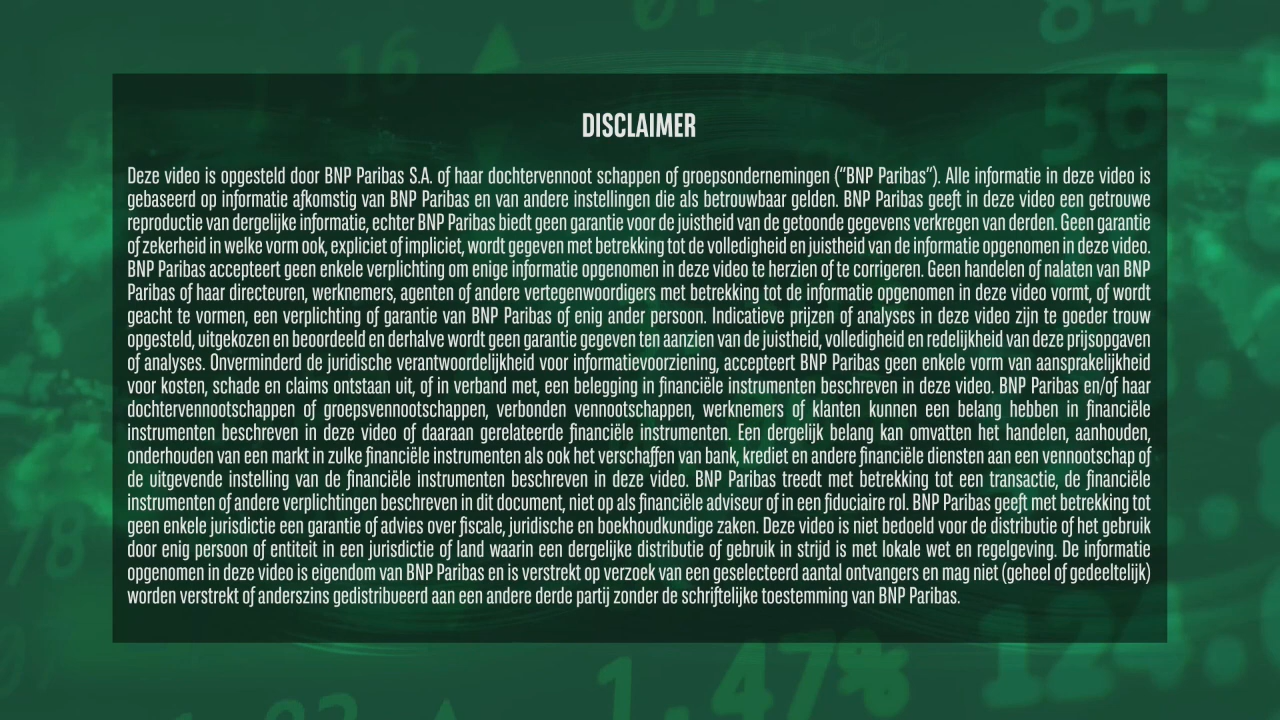 84
16
56
DISCLAIMER
Deze video is opgesteld door BNP Paribas S.A. of haar dochtervennoot schappen of groepsondernemingen (“BNP Paribas”). Alle informatie in deze video is
gebaseerd op informatie afkomstig van BNP Paribas en van andere instellingen die als betrouwbaar gelden. BNP Paribas geeft in deze video een getrouwe
reproductie van dergelijke informatie, echter BNP Paribas biedt geen garantie voor de juistheid van de getoonde gegevens verkregen van derden. Geen garantie
of zekerheid in welke vorm ook, expliciet of impliciet, wordt gegeven met betrekking tot de volledigheid en juistheid van de informatie opgenomen in deze video.
BNP Paribas accepteert geen enkele verplichting om enige informatie opgenomen in deze video te herzien of te corrigeren. Geen handelen of nalaten van BNP
Paribas of haar directeuren, werknemers, agenten of andere vertegenwoordigers met betrekking tot de informatie opgenomen in deze video vormt, of wordt
geacht te vormen, een verplichting of garantie van BNP Paribas of enig ander persoon. Indicatieve prijzen of analyses in deze video zijn te goeder trouw
opgesteld, uitgekozen en beoordeeld en derhalve wordt geen garantie gegeven ten aanzien van de juistheid, volledigheid en redelijkheid van deze prijsopgaven
of analyses. Onverminderd de juridische verantwoordelijkheid voor informatievoorziening, accepteert BNP Paribas geen enkele vorm van aansprakelijkheid
voor kosten, schade en claims ontstaan uit, of in verband met, een belegging in financiële instrumenten beschreven in deze video. BNP Paribas en/of haar
dochtervennootschappen of groepsvennootschappen, verbonden vennootschappen, werknemers of klanten kunnen een belang hebben in financiële
instrumenten beschreven in deze video of daaraan gerelateerde financiële instrumenten. Een dergelijk belang kan omvatten het handelen, aanhouden,
onderhouden van een markt in zulke financiële instrumenten als ook het verschaffen van bank, krediet en andere financiële diensten aan een vennootschap of
de uitgevende instelling van de financiële instrumenten beschreven in deze video. BNP Paribas treedt met betrekking tot een transactie, de financiële
instrumenten of andere verplichtingen beschreven in dit document, niet op als financiële adviseur of in een fiduciaire rol. BNP Paribas geeft met betrekking tot
geen enkele jurisdictie een garantie of advies over fiscale, juridische en boekhoudkundige zaken. Deze video is niet bedoeld voor de distributie of het gebruik
door enig persoon of entiteit in een jurisdictie of land waarin een dergelijke distributie of gebruik in strijd is met lokale wet en regelgeving. De informatie
opgenomen in deze video is eigendom van BNP Paribas en is verstrekt op verzoek van een geselecteerd aantal ontvangers en mag niet (geheel of gedeeltelijk)
worden verstrekt of anderszins gedistribueerd aan een andere derde partij zonder de schriftelijke toestemming van BNP Paribas.
78
1.47%
124.